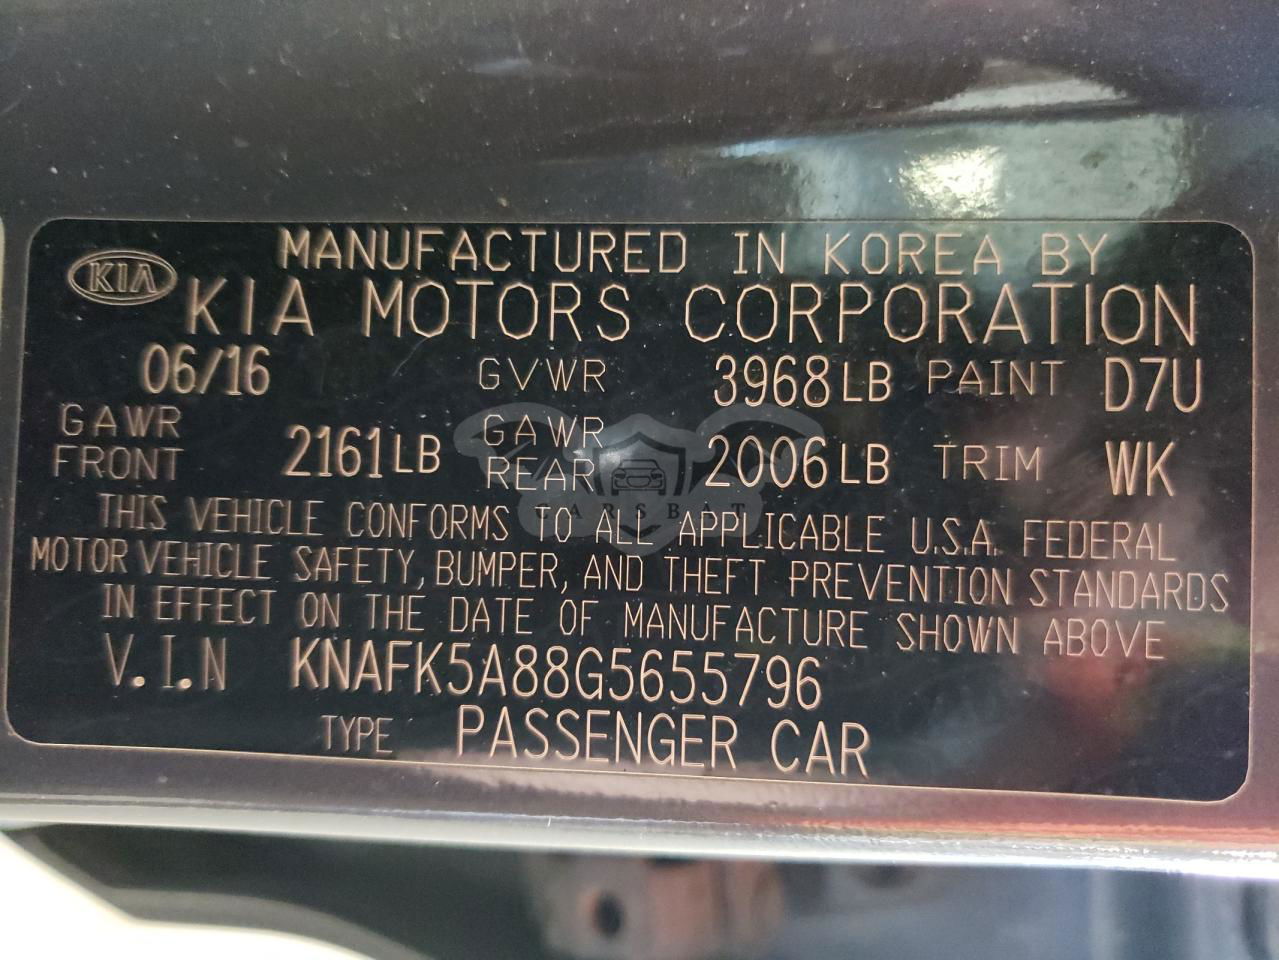 MANUFACTURED IN KOREA BY
KIA
KIA MOTORS CORPORATION
06/16 GVWR 3968LB PAINT D7U
GAWR FRONT 2161LB GAWR REAR 2006LB TRIM WK
CARSBAT
THIS VEHICLE CONFORMS TO ALL APPLICABLE U.S.A. FEDERAL
MOTOR VEHICLE SAFETY, BUMPER, AND THEFT PREVENTION STANDARDS
IN EFFECT ON THE DATE OF MANUFACTURE SHOWN ABOVE
V.I.N KNAFK5A88G5655796
TYPE PASSENGER CAR